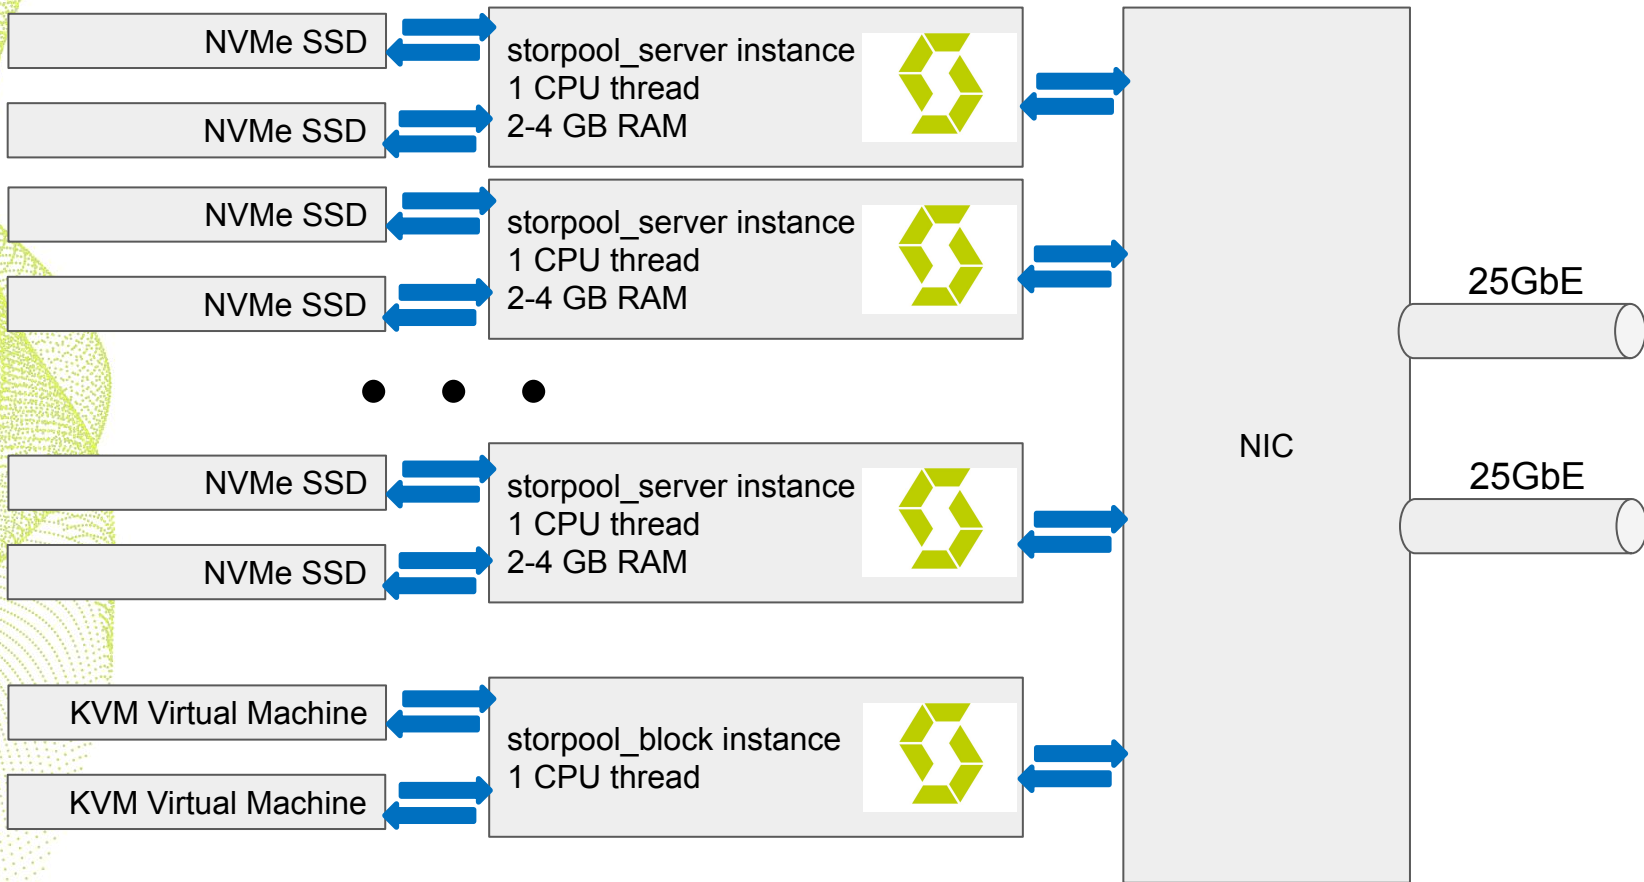 NVMe SSD
NVMe SSD
storpool_server instance
1 CPU thread
2-4 GB RAM
NVMe SSD
NVMe SSD
storpool_server instance
1 CPU thread
2-4 GB RAM
NVMe SSD
NVMe SSD
storpool_server instance
1 CPU thread
2-4 GB RAM
KVM Virtual Machine
KVM Virtual Machine
storpool_block instance
1 CPU thread
NIC
25GbE
25GbE